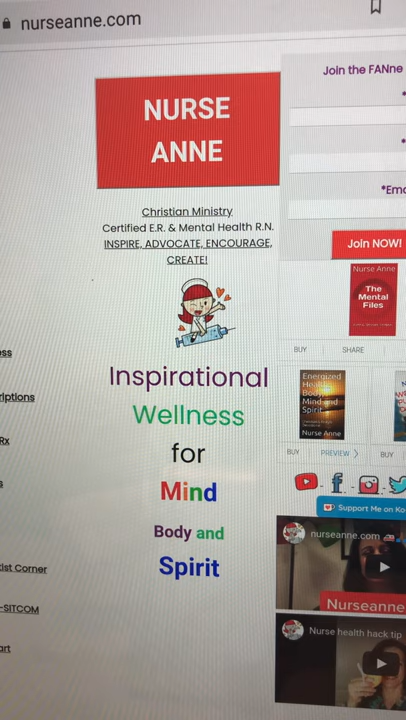 nurseanne.com
Join the FANne
*
*
*Ema
Join NOW!
NURSE
ANNE
Christian Ministry
Certified E.R. & Mental Health R.N.
INSPIRE, ADVOCATE, ENCOURAGE,
CREATE!
Inspirational
Wellness
for
Mind
Body and
Spirit
ess
riptions
Rx
s
ist Corner
-SITCOM
art
Nurse Anne
The
Mental
Files
BUY SHARE
Energized
Health
Body,
Mind and
Spirit
Nurse Anne
BUY PREVIEW BUY
Support Me on Ko
nurseanne.com
Nurseanne
Nurse health hack tip